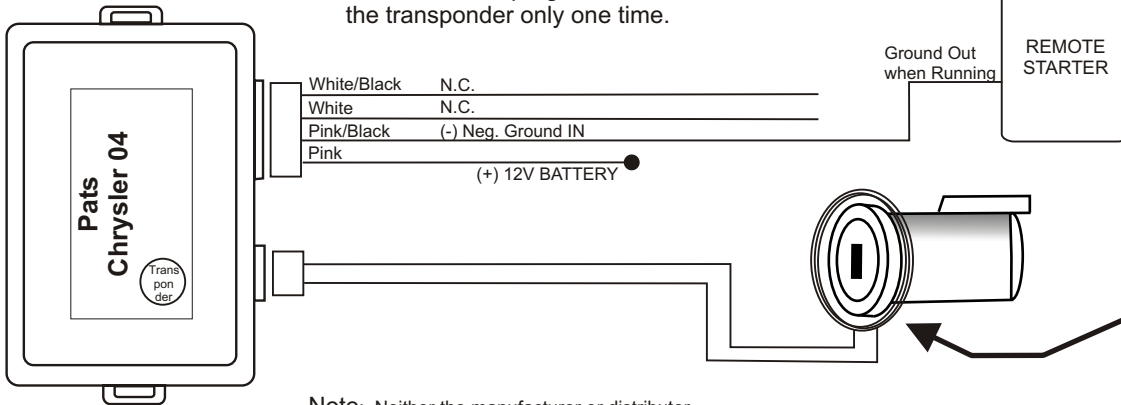 the transponder only one time.
Ground Out
when Running
REMOTE
STARTER
White/Black N.C.
White N.C.
Pink/Black (-) Neg. Ground IN
Pink
(+) 12V BATTERY
Pats
Chrysler 04
Trans
pon
der
Note: Neither the manufacturer or distributor